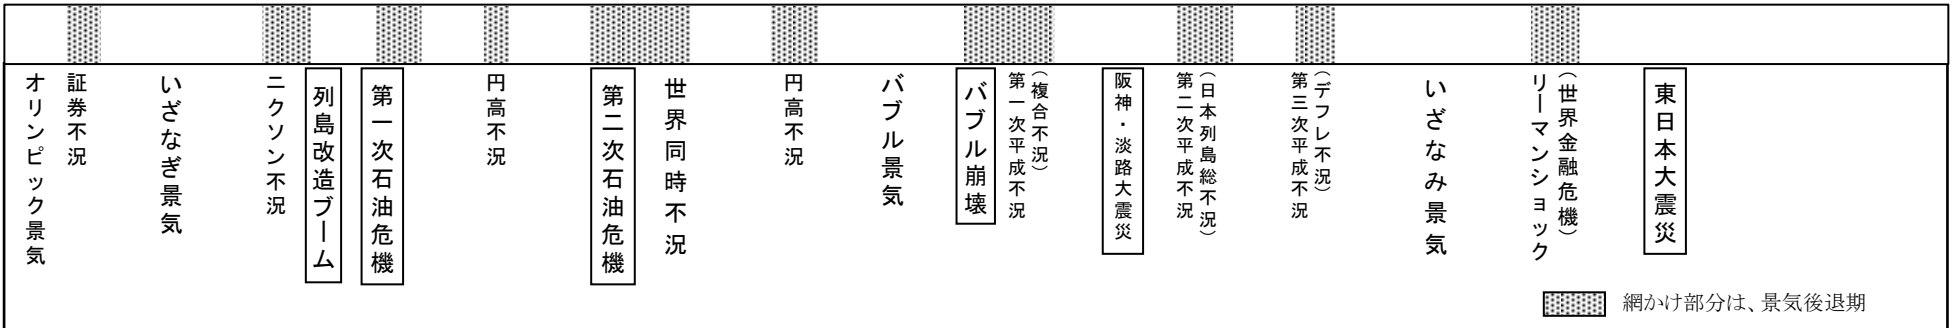 オリンピック景気
証券不況
いざなぎ景気
ニクソン不況
列島改造ブーム
第一次石油危機
円高不況
第二次石油危機
世界同時不況
円高不況
バブル景気
バブル崩壊
第一次平成不況
（複合不況）
阪神・淡路大震災
第二次平成不況
（日本列島総不況）
第三次平成不況
（デフレ不況）
いざなみ景気
リーマンショック
（世界金融危機）
東日本大震災
網かけ部分は、景気後退期